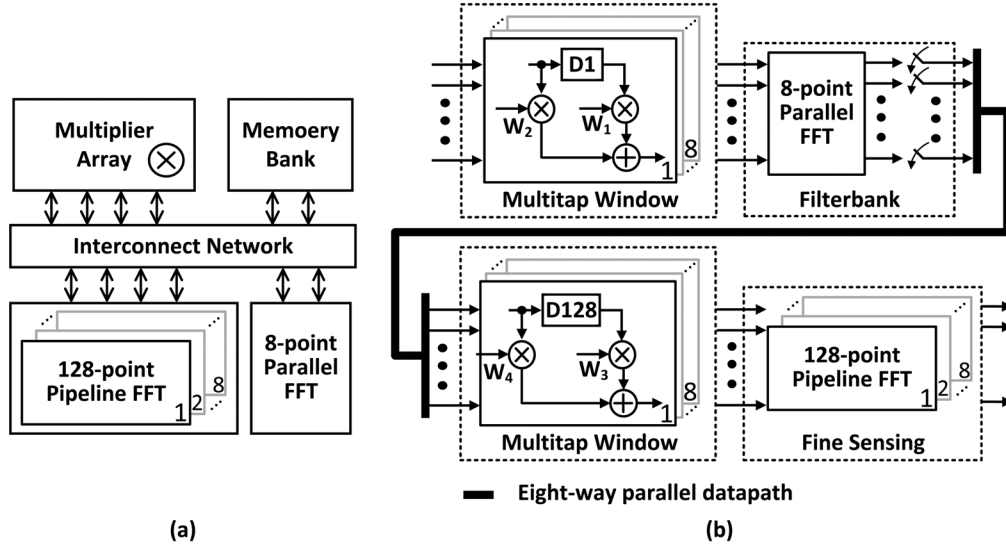 Multiplier
Array
Memoery
Bank
Interconnect Network
128-point
Pipeline FFT
1
2
8
8-point
Parallel
FFT
(a)
D1
W₂
W₁
1
8
Multitap Window
8-point
Parallel
FFT
Filterbank
D128
W₄
W₃
1
8
Multitap Window
128-point
Pipeline FFT
1
2
8
Fine Sensing
Eight-way parallel datapath
(b)